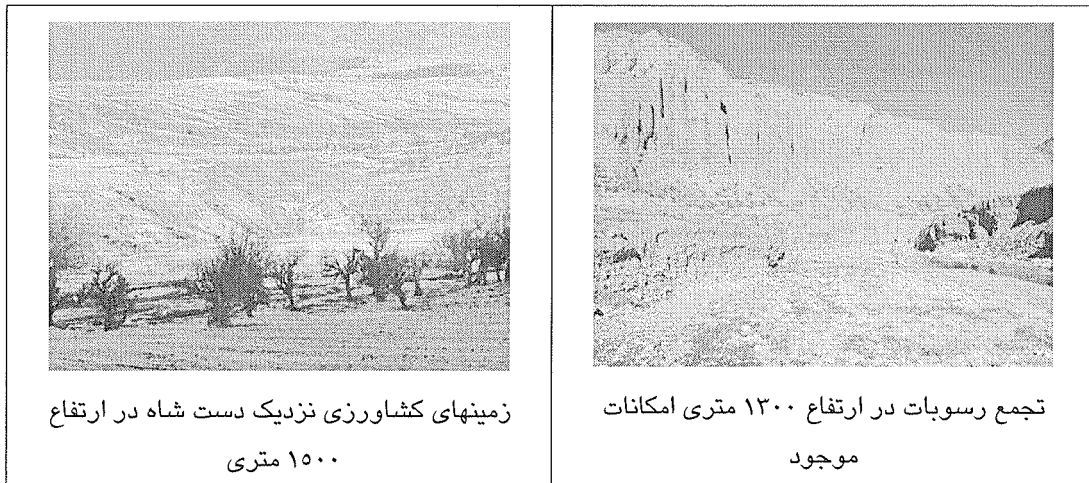 تجمع رسوبات در ارتفاع ۱۳۰۰ متری امکانات
موجود
زمینهای کشاورزی نزدیک دست شاه در ارتفاع
۱۵۰۰ متری